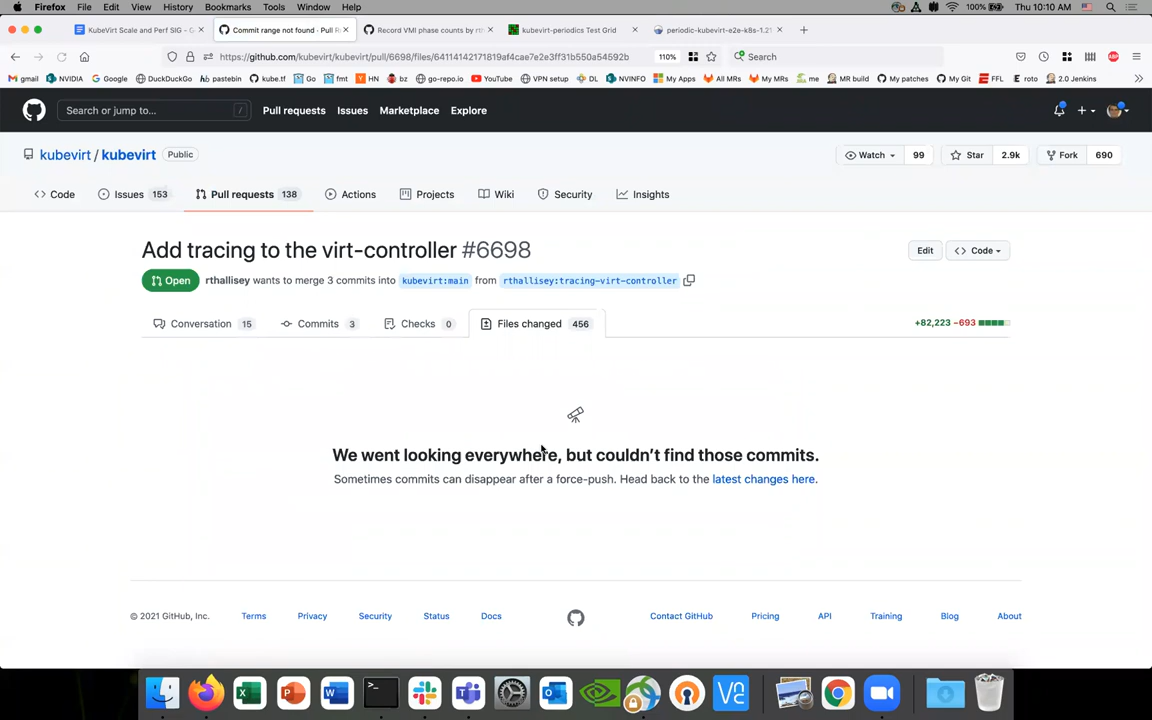 Firefox File Edit View History Bookmarks Tools Window Help 100% Thu 10:10 AM
KubeVirt Scale and Perf SIG – G Commit range not found · Pull R Record VMI phase counts by rth kubevirt-periodics Test Grid periodic-kubevirt-e2e-k8s-1.21
https://github.com/kubevirt/kubevirt/pull/6698/files/6411414217181 110% Search
gmail NVIDIA Google DuckDuckGo pastebin kube.tf Go fmt HN bz go-repo.io YouTube VPN setup DL NVINFO My Apps All MRs My MRs me MR build My patches My Git FFL roto 2.0 Jenkins
Search or jump to... / Pull requests Issues Marketplace Explore
kubevirt / kubevirt Public Watch 99 Star 2.9k Fork 690
Code Issues 153 Pull requests 138 Actions Projects Wiki Security Insights
Add tracing to the virt-controller #6698 Edit Code
Open rthallisey wants to merge 3 commits into kubevirt:main from rthallisey:tracing-virt-controller
Conversation 15 Commits 3 Checks 0 Files changed 456 +82,223 −693
We went looking everywhere, but couldn't find those commits.
Sometimes commits can disappear after a force-push. Head back to the latest changes here.
© 2021 GitHub, Inc. Terms Privacy Security Status Docs Contact GitHub Pricing API Training Blog About